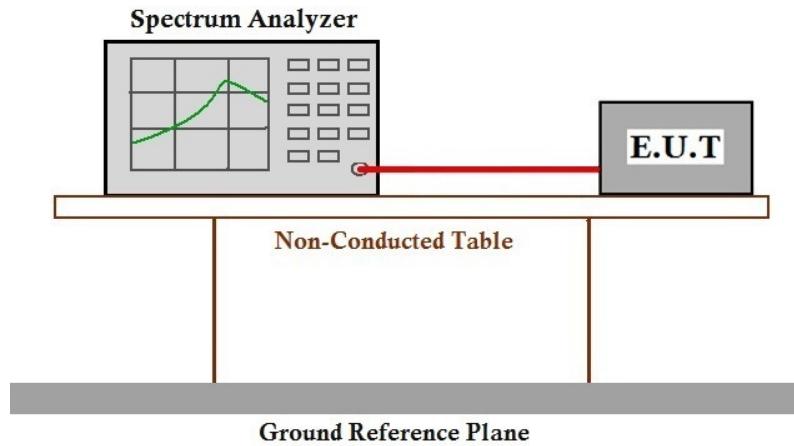 Spectrum Analyzer
E.U.T
Non-Conducted Table
Ground Reference Plane